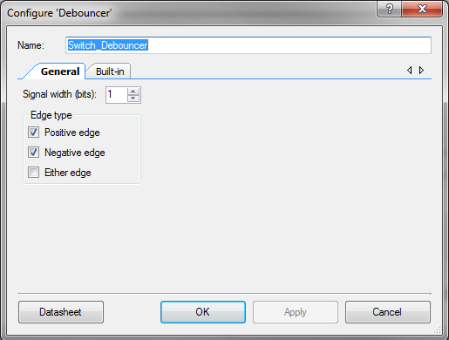 Configure 'Debouncer'
Name: Switch_Debouncer
General Built-in
Signal width (bits): 1
Edge type
Positive edge
Negative edge
Either edge
Datasheet OK Apply Cancel